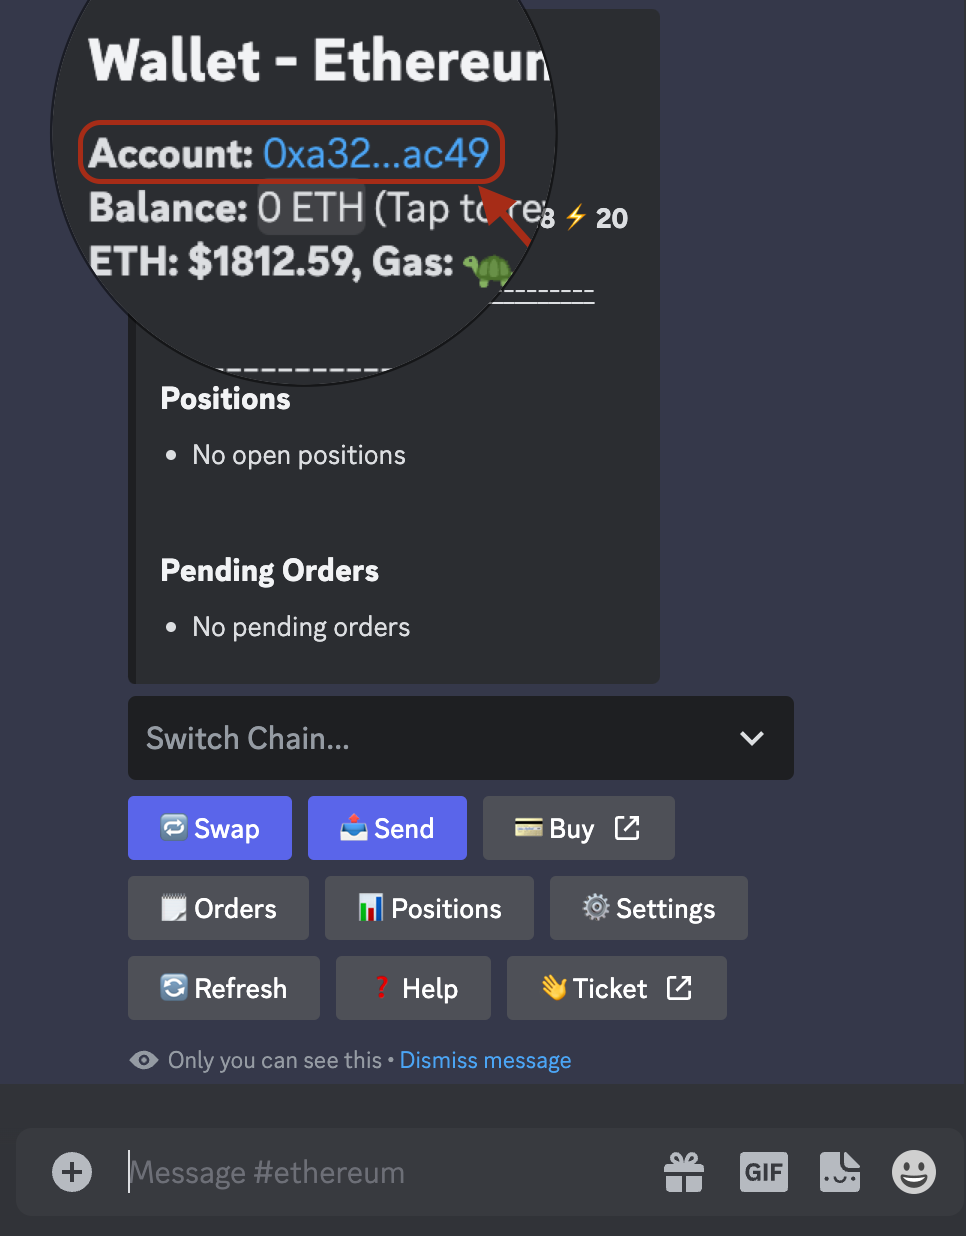 Wallet - Ethereum
Account: 0xa32...ac49
Balance: 0 ETH (Tap to
ETH: $1812.59, Gas: 🐢 8 ⚡ 20
Positions
• No open positions
Pending Orders
• No pending orders
Switch Chain...
Swap Send Buy
Orders Positions Settings
Refresh ❓ Help Ticket
Only you can see this • Dismiss message
Message #ethereum GIF